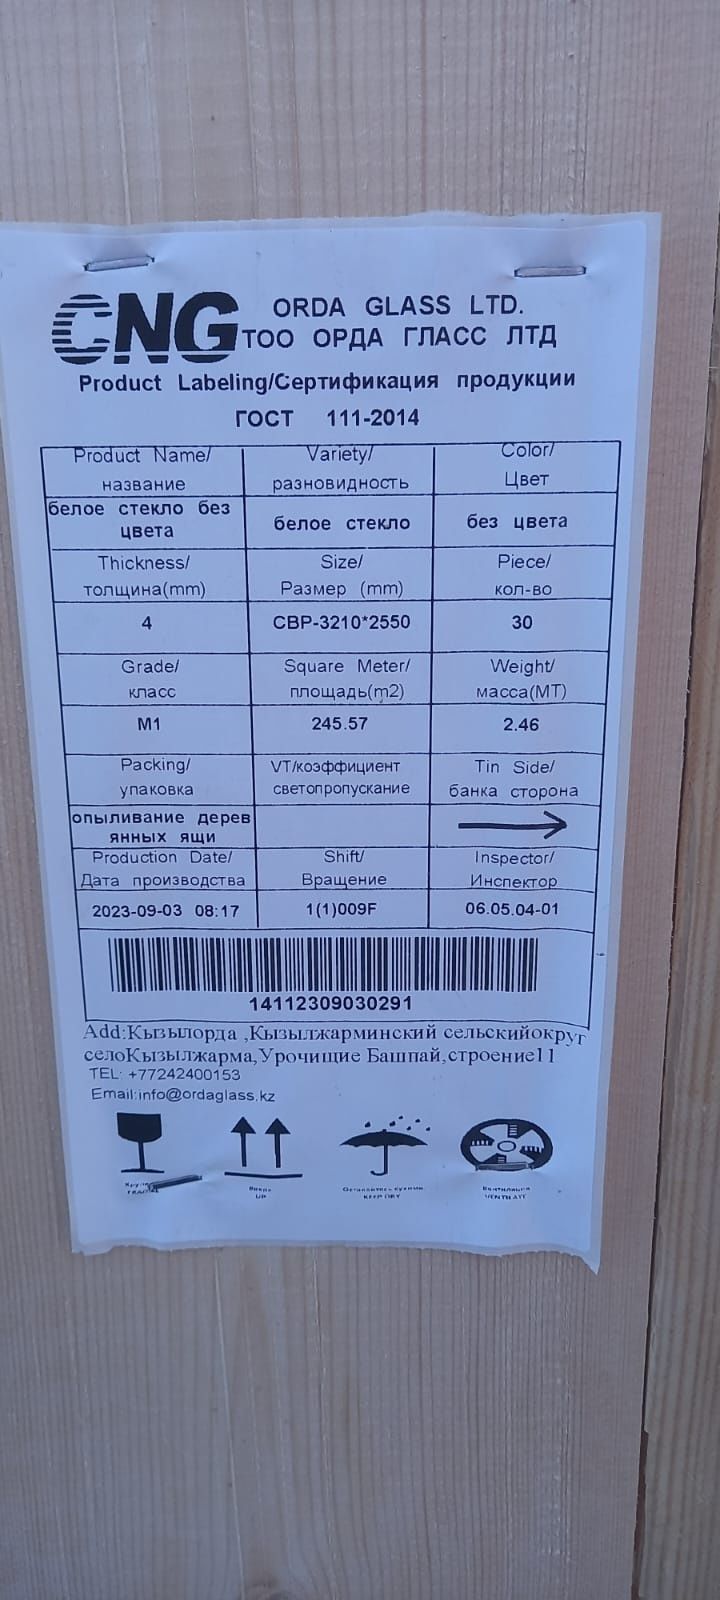 CNG
ORDA GLASS LTD.
ТОО ОРДА ГЛАСС ЛТД
Product Labeling/Сертификация продукции
ГОСТ 111-2014
Product Name/ Variety/ Color/
название разновидность Цвет
белое стекло без
цвета белое стекло без цвета
Thickness/ Size/ Piece/
толщина(mm) Размер (mm) кол-во
4 СВР-3210*2550 30
Grade/ Square Meter/ Weight/
класс площадь(m2) масса(МТ)
M1 245.57 2.46
Packing/ VT/коэффициент Tin Side/
упаковка светопропускание банка сторона
опыливание дерев
янных ящи
Production Date/ Shift/ Inspector/
Дата производства Вращение Инспектор
2023-09-03 08:17 1(1)009F 06.05.04-01
14112309030291
Add:Кызылорда ,Кызылжарминский сельскийокруг
селоКызылжарма,Урочищие Башпай,строение11
TEL: +77242400153
Email:info@ordaglass.kz
UP
KEEP DRY